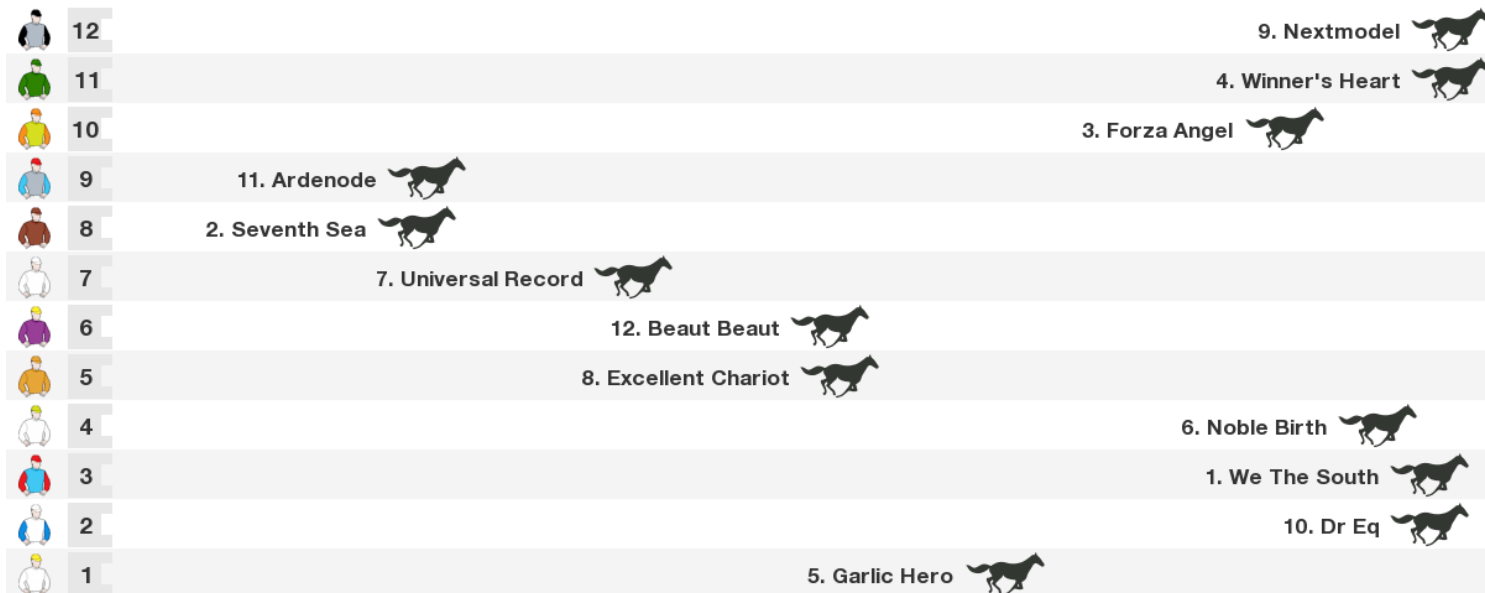 12 9. Nextmodel
11 4. Winner's Heart
10 3. Forza Angel
9 11. Ardenode
8 2. Seventh Sea
7 7. Universal Record
6 12. Beaut Beaut
5 8. Excellent Chariot
4 6. Noble Birth
3 1. We The South
2 10. Dr Eq
1 5. Garlic Hero